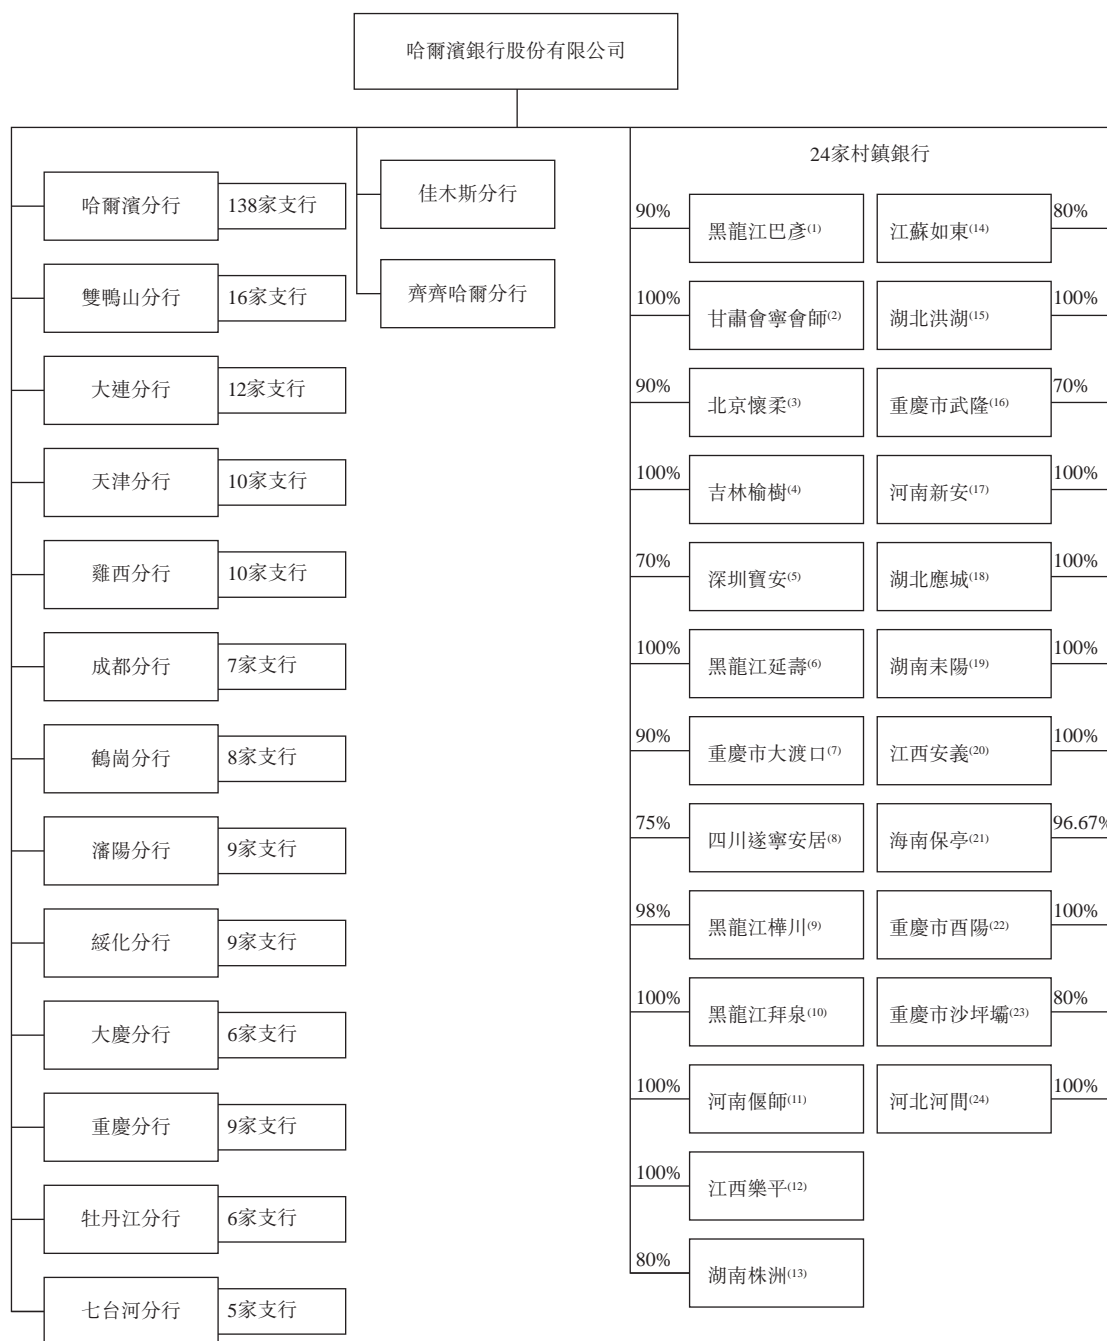 哈爾濱銀行股份有限公司
哈爾濱分行 138家支行
雙鴨山分行 16家支行
大連分行 12家支行
天津分行 10家支行
雞西分行 10家支行
成都分行 7家支行
鶴崗分行 8家支行
瀋陽分行 9家支行
綏化分行 9家支行
大慶分行 6家支行
重慶分行 9家支行
牡丹江分行 6家支行
七台河分行 5家支行
佳木斯分行
齊齊哈爾分行
24家村鎮銀行
90% 黑龍江巴彥(1) 江蘇如東(14) 80%
100% 甘肅會寧會師(2) 湖北洪湖(15) 100%
90% 北京懷柔(3) 重慶市武隆(16) 70%
100% 吉林榆樹(4) 河南新安(17) 100%
70% 深圳寶安(5) 湖北應城(18) 100%
100% 黑龍江延壽(6) 湖南耒陽(19) 100%
90% 重慶市大渡口(7) 江西安義(20) 100%
75% 四川遂寧安居(8) 海南保亭(21) 96.67%
98% 黑龍江樺川(9) 重慶市酉陽(22) 100%
100% 黑龍江拜泉(10) 重慶市沙坪壩(23) 80%
100% 河南偃師(11) 河北河間(24) 100%
100% 江西樂平(12)
80% 湖南株洲(13)